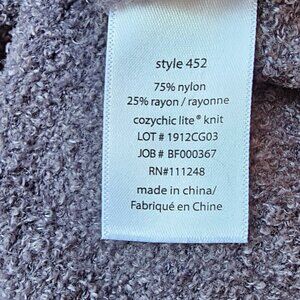 style 452
75% nylon
25% rayon / rayonne
cozychic lite® knit
LOT # 1912CG03
JOB # BF000367
RN#111248
made in china/
Fabriqué en Chine